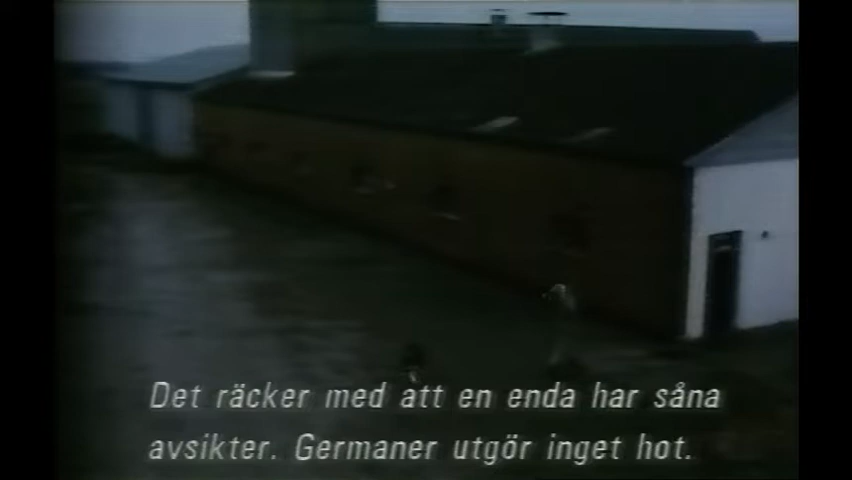 Det räcker med att en enda har såna
avsikter. Germaner utgör inget hot.